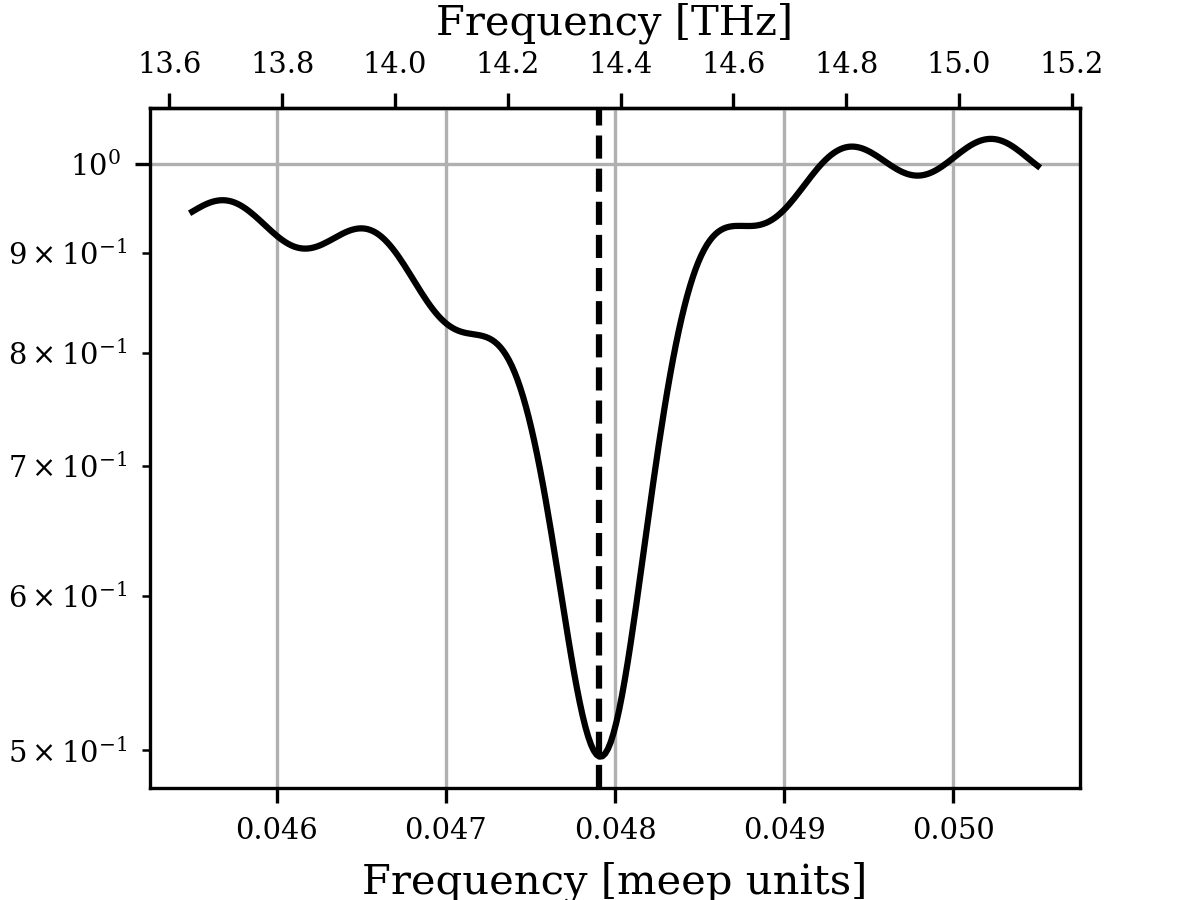 Frequency [THz]
13.6 13.8 14.0 14.2 14.4 14.6 14.8 15.0 15.2
10⁰
9 × 10⁻¹
8 × 10⁻¹
7 × 10⁻¹
6 × 10⁻¹
5 × 10⁻¹
0.046 0.047 0.048 0.049 0.050
Frequency [meep units]